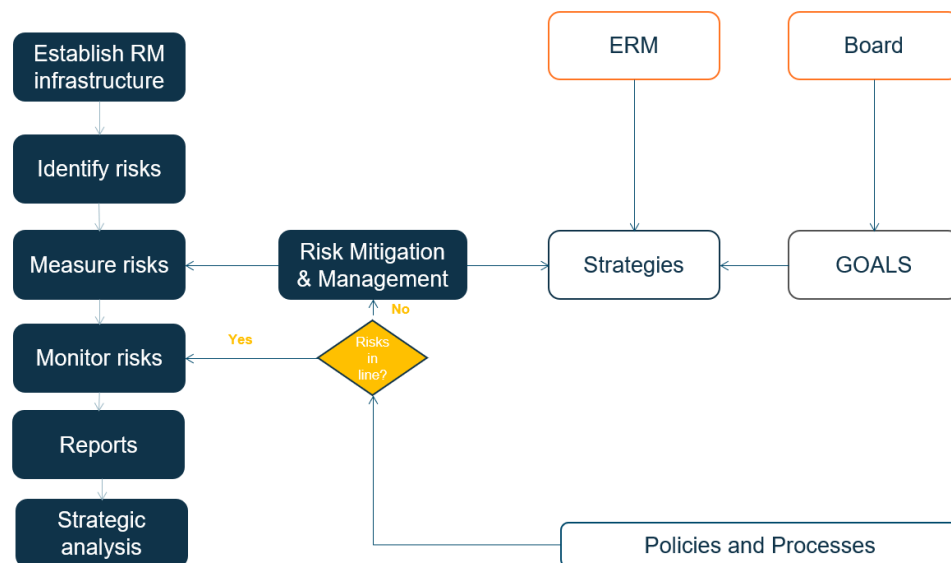 Establish RM
infrastructure
ERM
Board
Identify risks
Measure risks
Risk Mitigation
& Management
Strategies
GOALS
No
Yes
Monitor risks
Risks
in
line?
Reports
Strategic
analysis
Policies and Processes